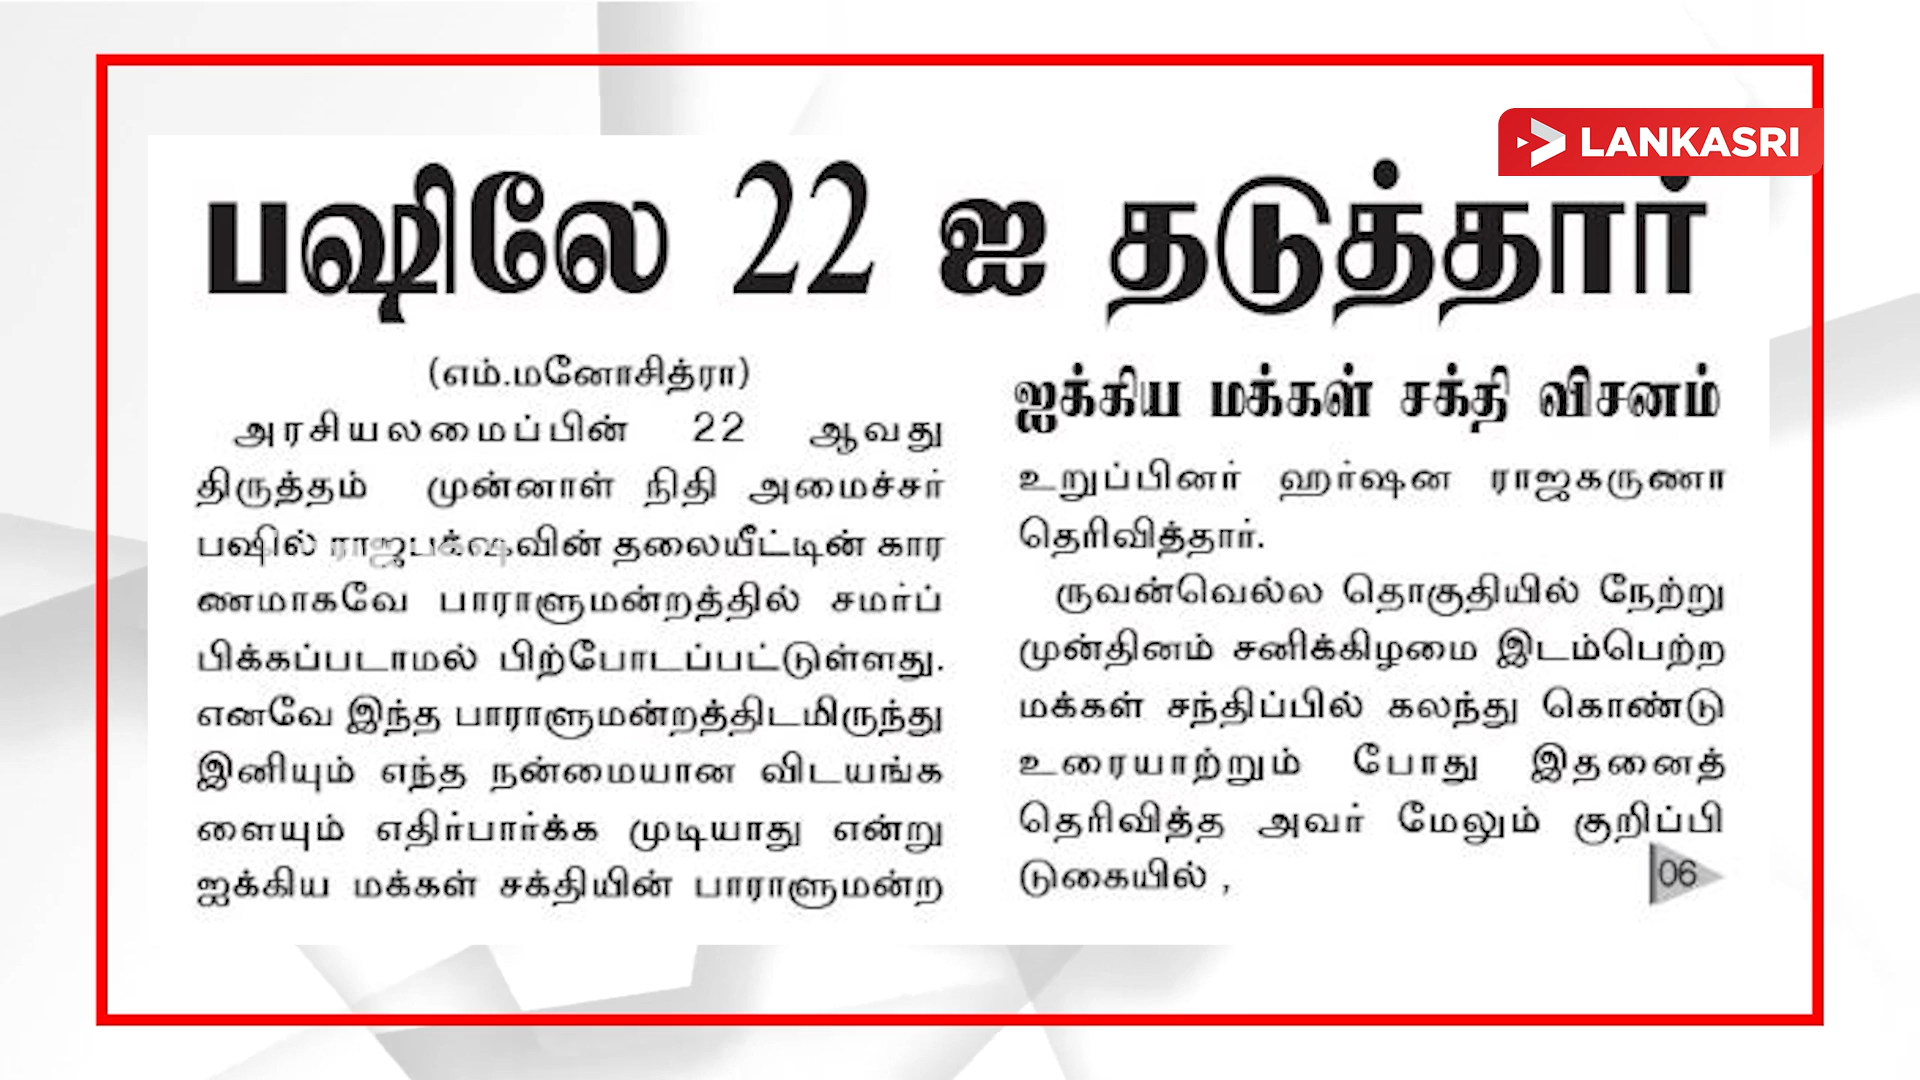 LANKASRI
பஷிலே 22 ஐ தடுத்தார்
(எம்.மனோசித்ரா)
அரசியலமைப்பின் 22 ஆவது
திருத்தம் முன்னாள் நிதி அமைச்சர்
பஷில் ராஜபக்ஷவின் தலையீட்டின் கார
ணமாகவே பாராளுமன்றத்தில் சமர்ப்
பிக்கப்படாமல் பிற்போடப்பட்டுள்ளது.
எனவே இந்த பாராளுமன்றத்திடமிருந்து
இனியும் எந்த நன்மையான விடயங்க
ளையும் எதிர்பார்க்க முடியாது என்று
ஐக்கிய மக்கள் சக்தியின் பாராளுமன்ற
ஐக்கிய மக்கள் சக்தி விசனம்
உறுப்பினர் ஹர்ஷன ராஜகருணா
தெரிவித்தார்.
ருவன்வெல்ல தொகுதியில் நேற்று
முன்தினம் சனிக்கிழமை இடம்பெற்ற
மக்கள் சந்திப்பில் கலந்து கொண்டு
உரையாற்றும் போது இதனைத்
தெரிவித்த அவர் மேலும் குறிப்பி
டுகையில் ,
06